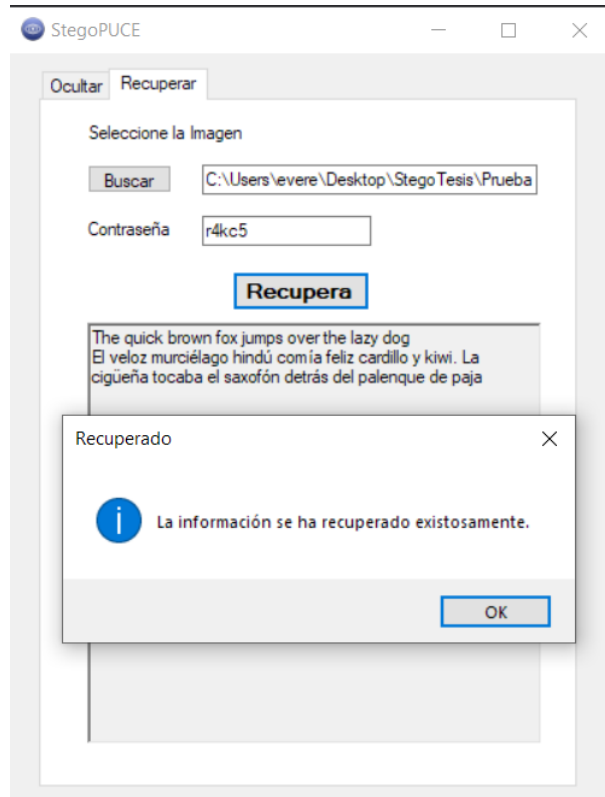 StegoPUCE
Ocultar Recuperar
Seleccione la Imagen
Buscar C:\Users\evere\Desktop\StegoTesis\Prueba
Contraseña r4kc5
Recupera
The quick brown fox jumps over the lazy dog
El veloz murciélago hindú comía feliz cardillo y kiwi. La
cigüeña tocaba el saxofón detrás del palenque de paja
Recuperado
La información se ha recuperado existosamente.
OK